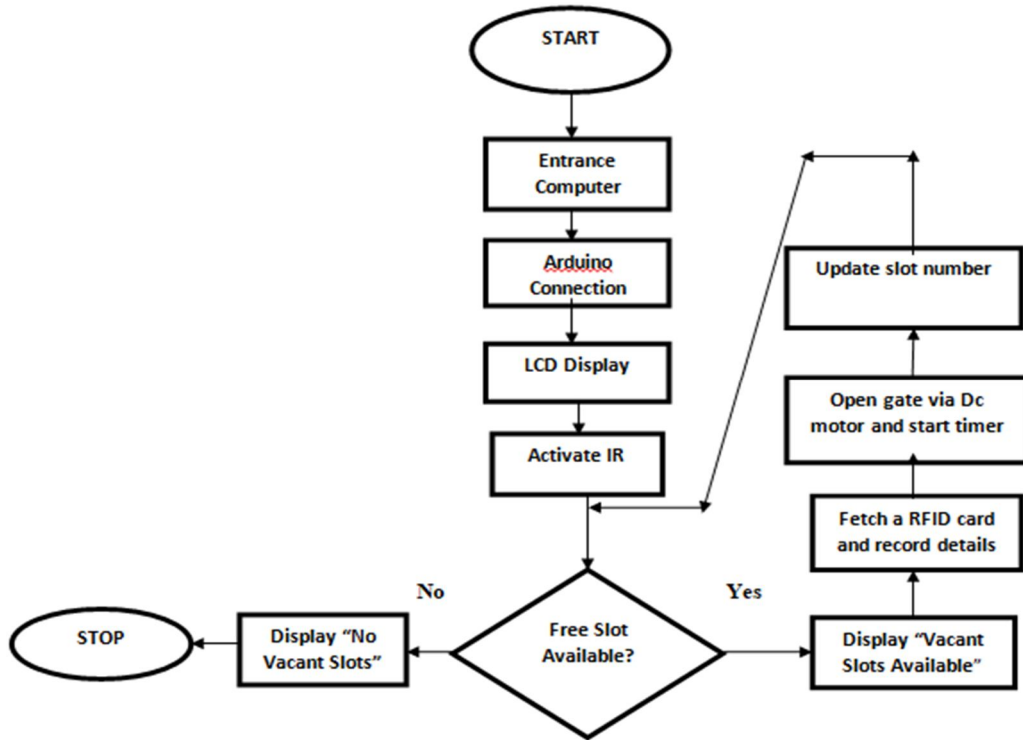 START
Entrance
Computer
Arduino
Connection
LCD Display
Activate IR
Free Slot
Available?
No
Display “No
Vacant Slots”
STOP
Yes
Display “Vacant
Slots Available”
Fetch a RFID card
and record details
Open gate via Dc
motor and start timer
Update slot number